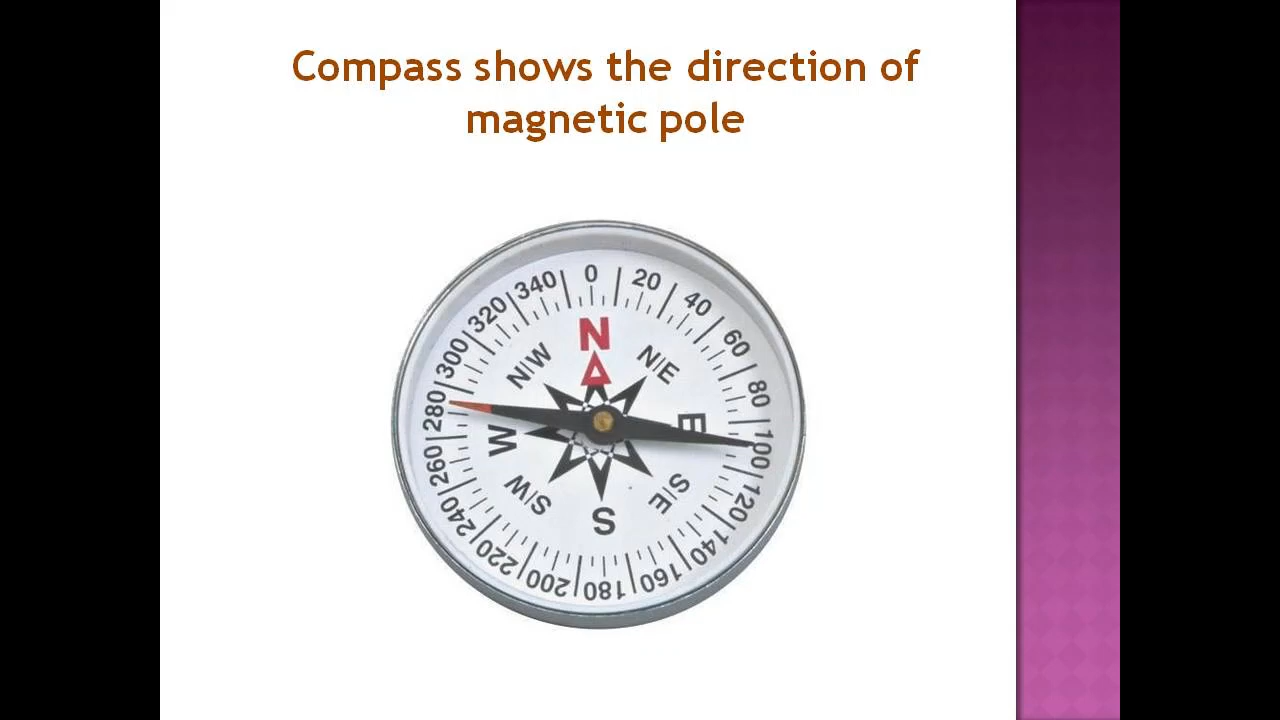 Compass shows the direction of
magnetic pole
0
20
40
60
80
100
120
140
160
180
200
220
240
260
280
300
320
340
N
N/E
E
S/E
S
S/W
W
N/W